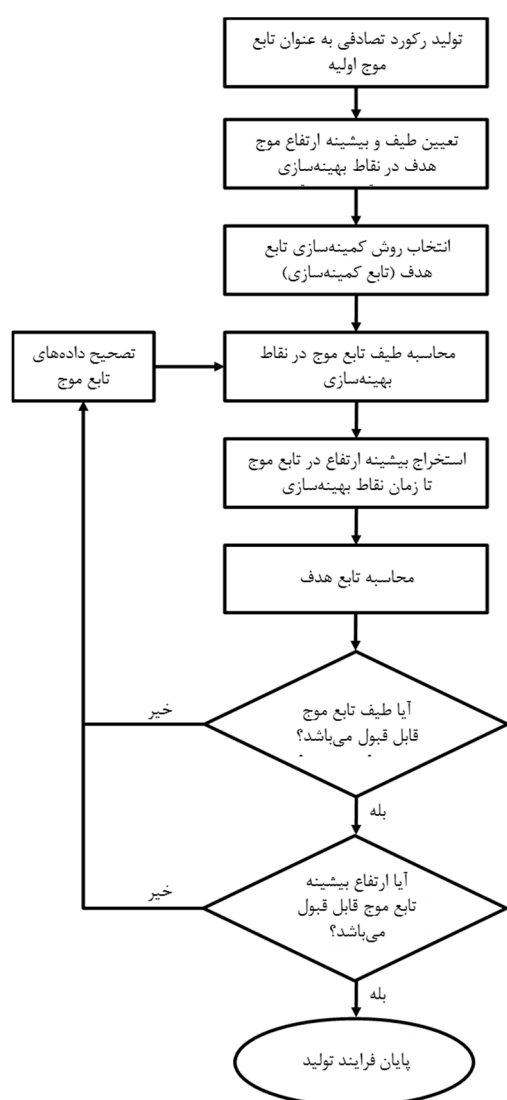 تولید رکورد تصادفی به عنوان تابع
موج اولیه
تعیین طیف و بیشینه ارتفاع موج
هدف در نقاط بهینه‌سازی
انتخاب روش کمینه‌سازی تابع
هدف (تابع کمینه‌سازی)
محاسبه طیف تابع موج در نقاط
بهینه‌سازی
تصحیح داده‌های
تابع موج
استخراج بیشینه ارتفاع در تابع موج
تا زمان نقاط بهینه‌سازی
محاسبه تابع هدف
آیا طیف تابع موج
قابل قبول می‌باشد؟
خیر
بله
آیا ارتفاع بیشینه
تابع موج قابل قبول
می‌باشد؟
خیر
بله
پایان فرایند تولید